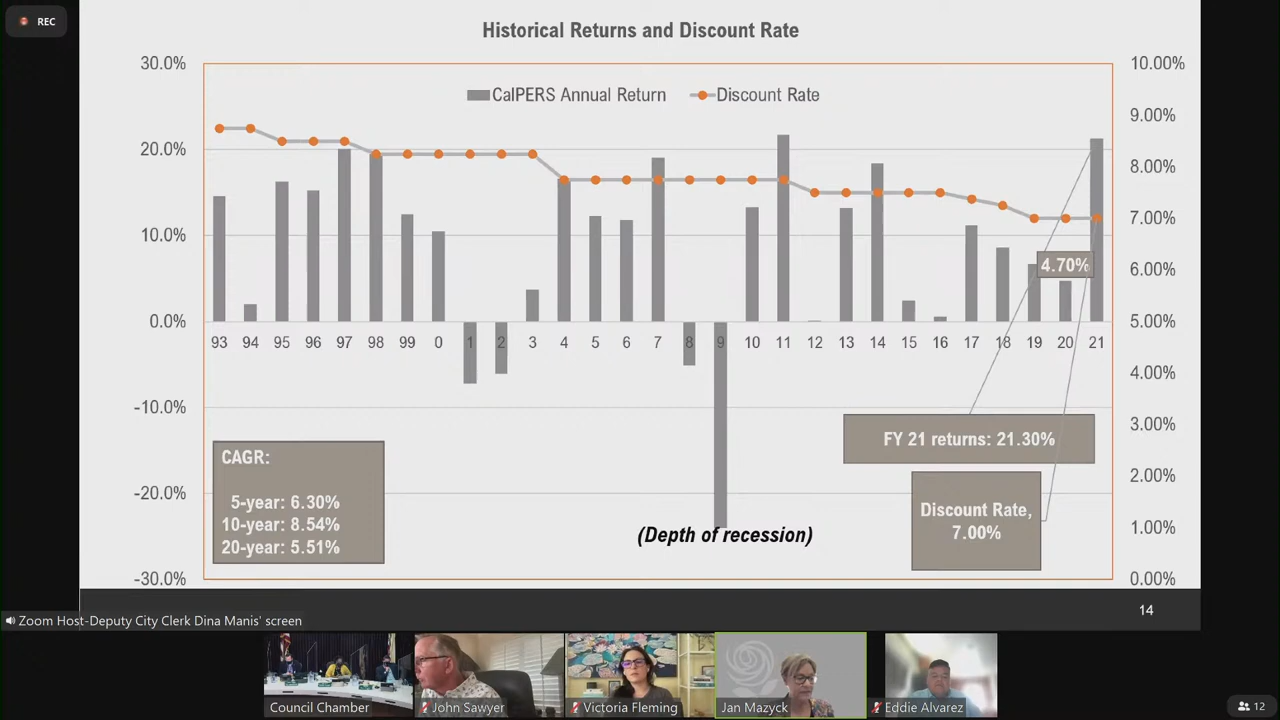 REC
Historical Returns and Discount Rate
CalPERS Annual Return Discount Rate
30.0% 10.00%
9.00%
20.0% 8.00%
7.00%
10.0% 6.00%
4.70%
0.0% 5.00%
93 94 95 96 97 98 99 0 1 2 3 4 5 6 7 8 9 10 11 12 13 14 15 16 17 18 19 20 21
4.00%
-10.0% 3.00%
FY 21 returns: 21.30%
CAGR:
5-year: 6.30%
10-year: 8.54%
20-year: 5.51%
-20.0% 2.00%
Discount Rate,
7.00%
1.00%
(Depth of recession)
-30.0% 0.00%
14
Zoom Host-Deputy City Clerk Dina Manis' screen
Council Chamber
John Sawyer
Victoria Fleming
Jan Mazyck
Eddie Alvarez
12